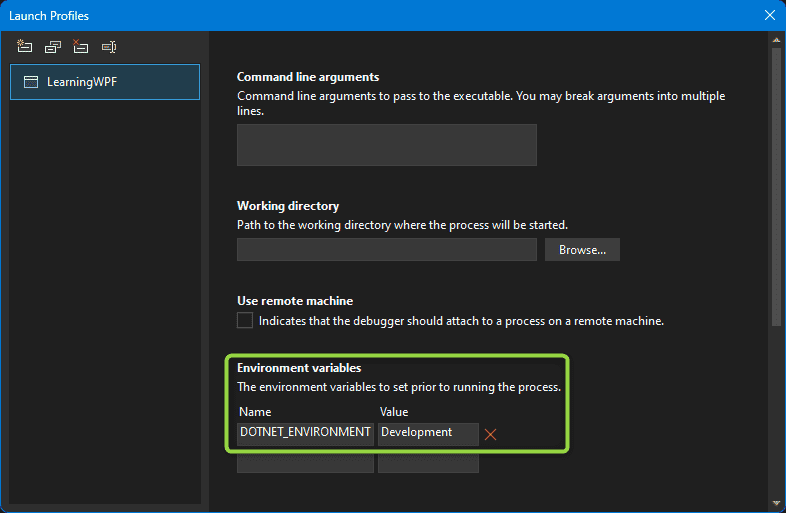 Launch Profiles
LearningWPF
Command line arguments
Command line arguments to pass to the executable. You may break arguments into multiple
lines.
Working directory
Path to the working directory where the process will be started.
Browse...
Use remote machine
Indicates that the debugger should attach to a process on a remote machine.
Environment variables
The environment variables to set prior to running the process.
Name Value
DOTNET_ENVIRONMENT Development